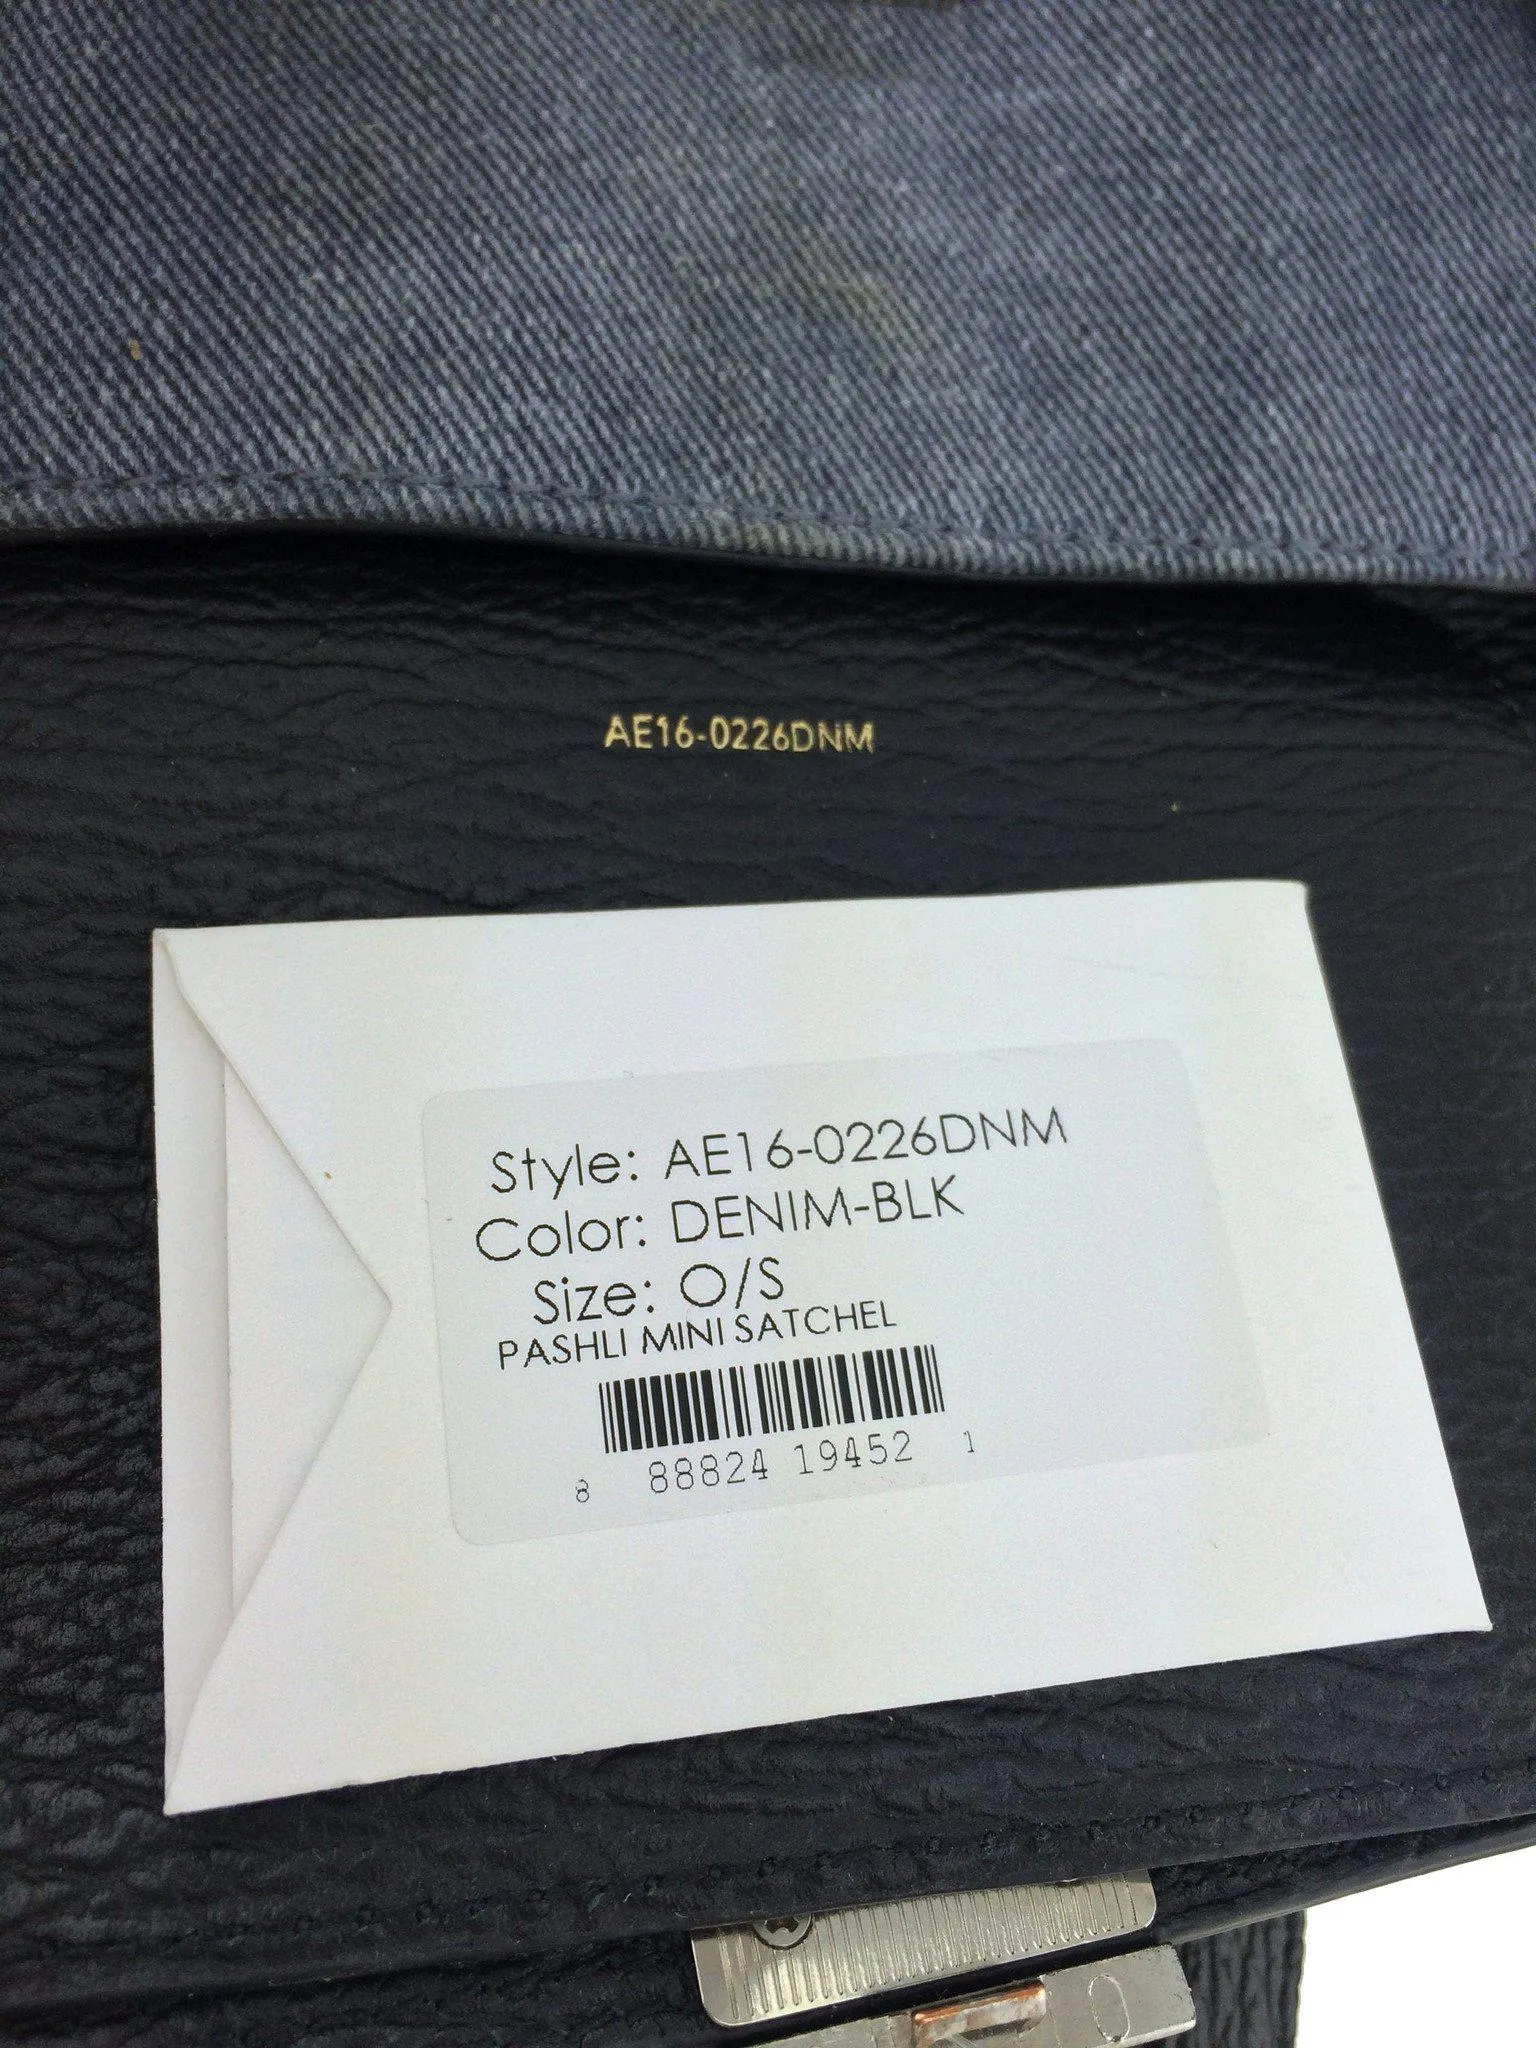 AE16-0226DNM
Style: AE16-0226DNM
Color: DENIM-BLK
Size: O/S
PASHLI MINI SATCHEL
8 88824 19452 1